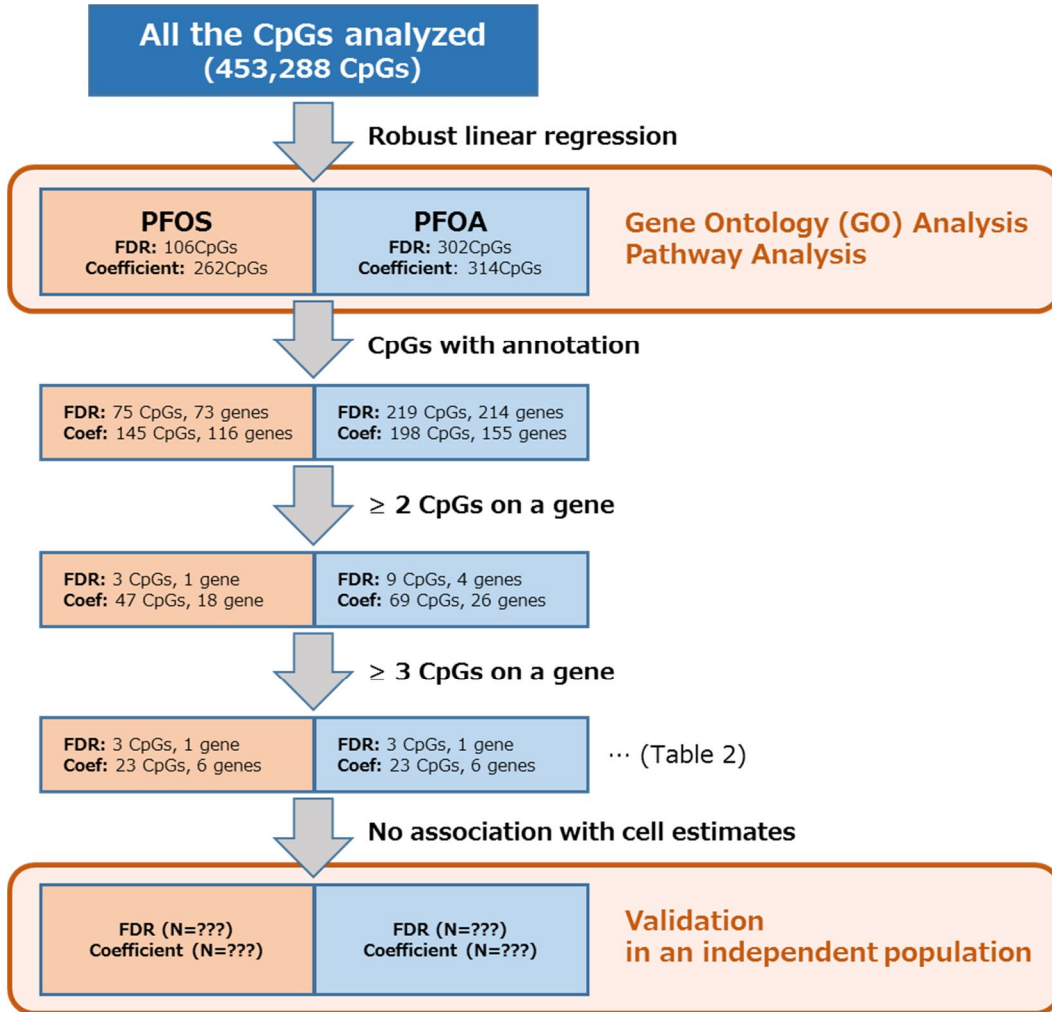 All the CpGs analyzed
(453,288 CpGs)
Robust linear regression
PFOS
FDR: 106CpGs
Coefficient: 262CpGs
PFOA
FDR: 302CpGs
Coefficient: 314CpGs
Gene Ontology (GO) Analysis
Pathway Analysis
CpGs with annotation
FDR: 75 CpGs, 73 genes
Coef: 145 CpGs, 116 genes
FDR: 219 CpGs, 214 genes
Coef: 198 CpGs, 155 genes
≥ 2 CpGs on a gene
FDR: 3 CpGs, 1 gene
Coef: 47 CpGs, 18 gene
FDR: 9 CpGs, 4 genes
Coef: 69 CpGs, 26 genes
≥ 3 CpGs on a gene
FDR: 3 CpGs, 1 gene
Coef: 23 CpGs, 6 genes
FDR: 3 CpGs, 1 gene
Coef: 23 CpGs, 6 genes
··· (Table 2)
No association with cell estimates
FDR (N=???)
Coefficient (N=???)
FDR (N=???)
Coefficient (N=???)
Validation
in an independent population